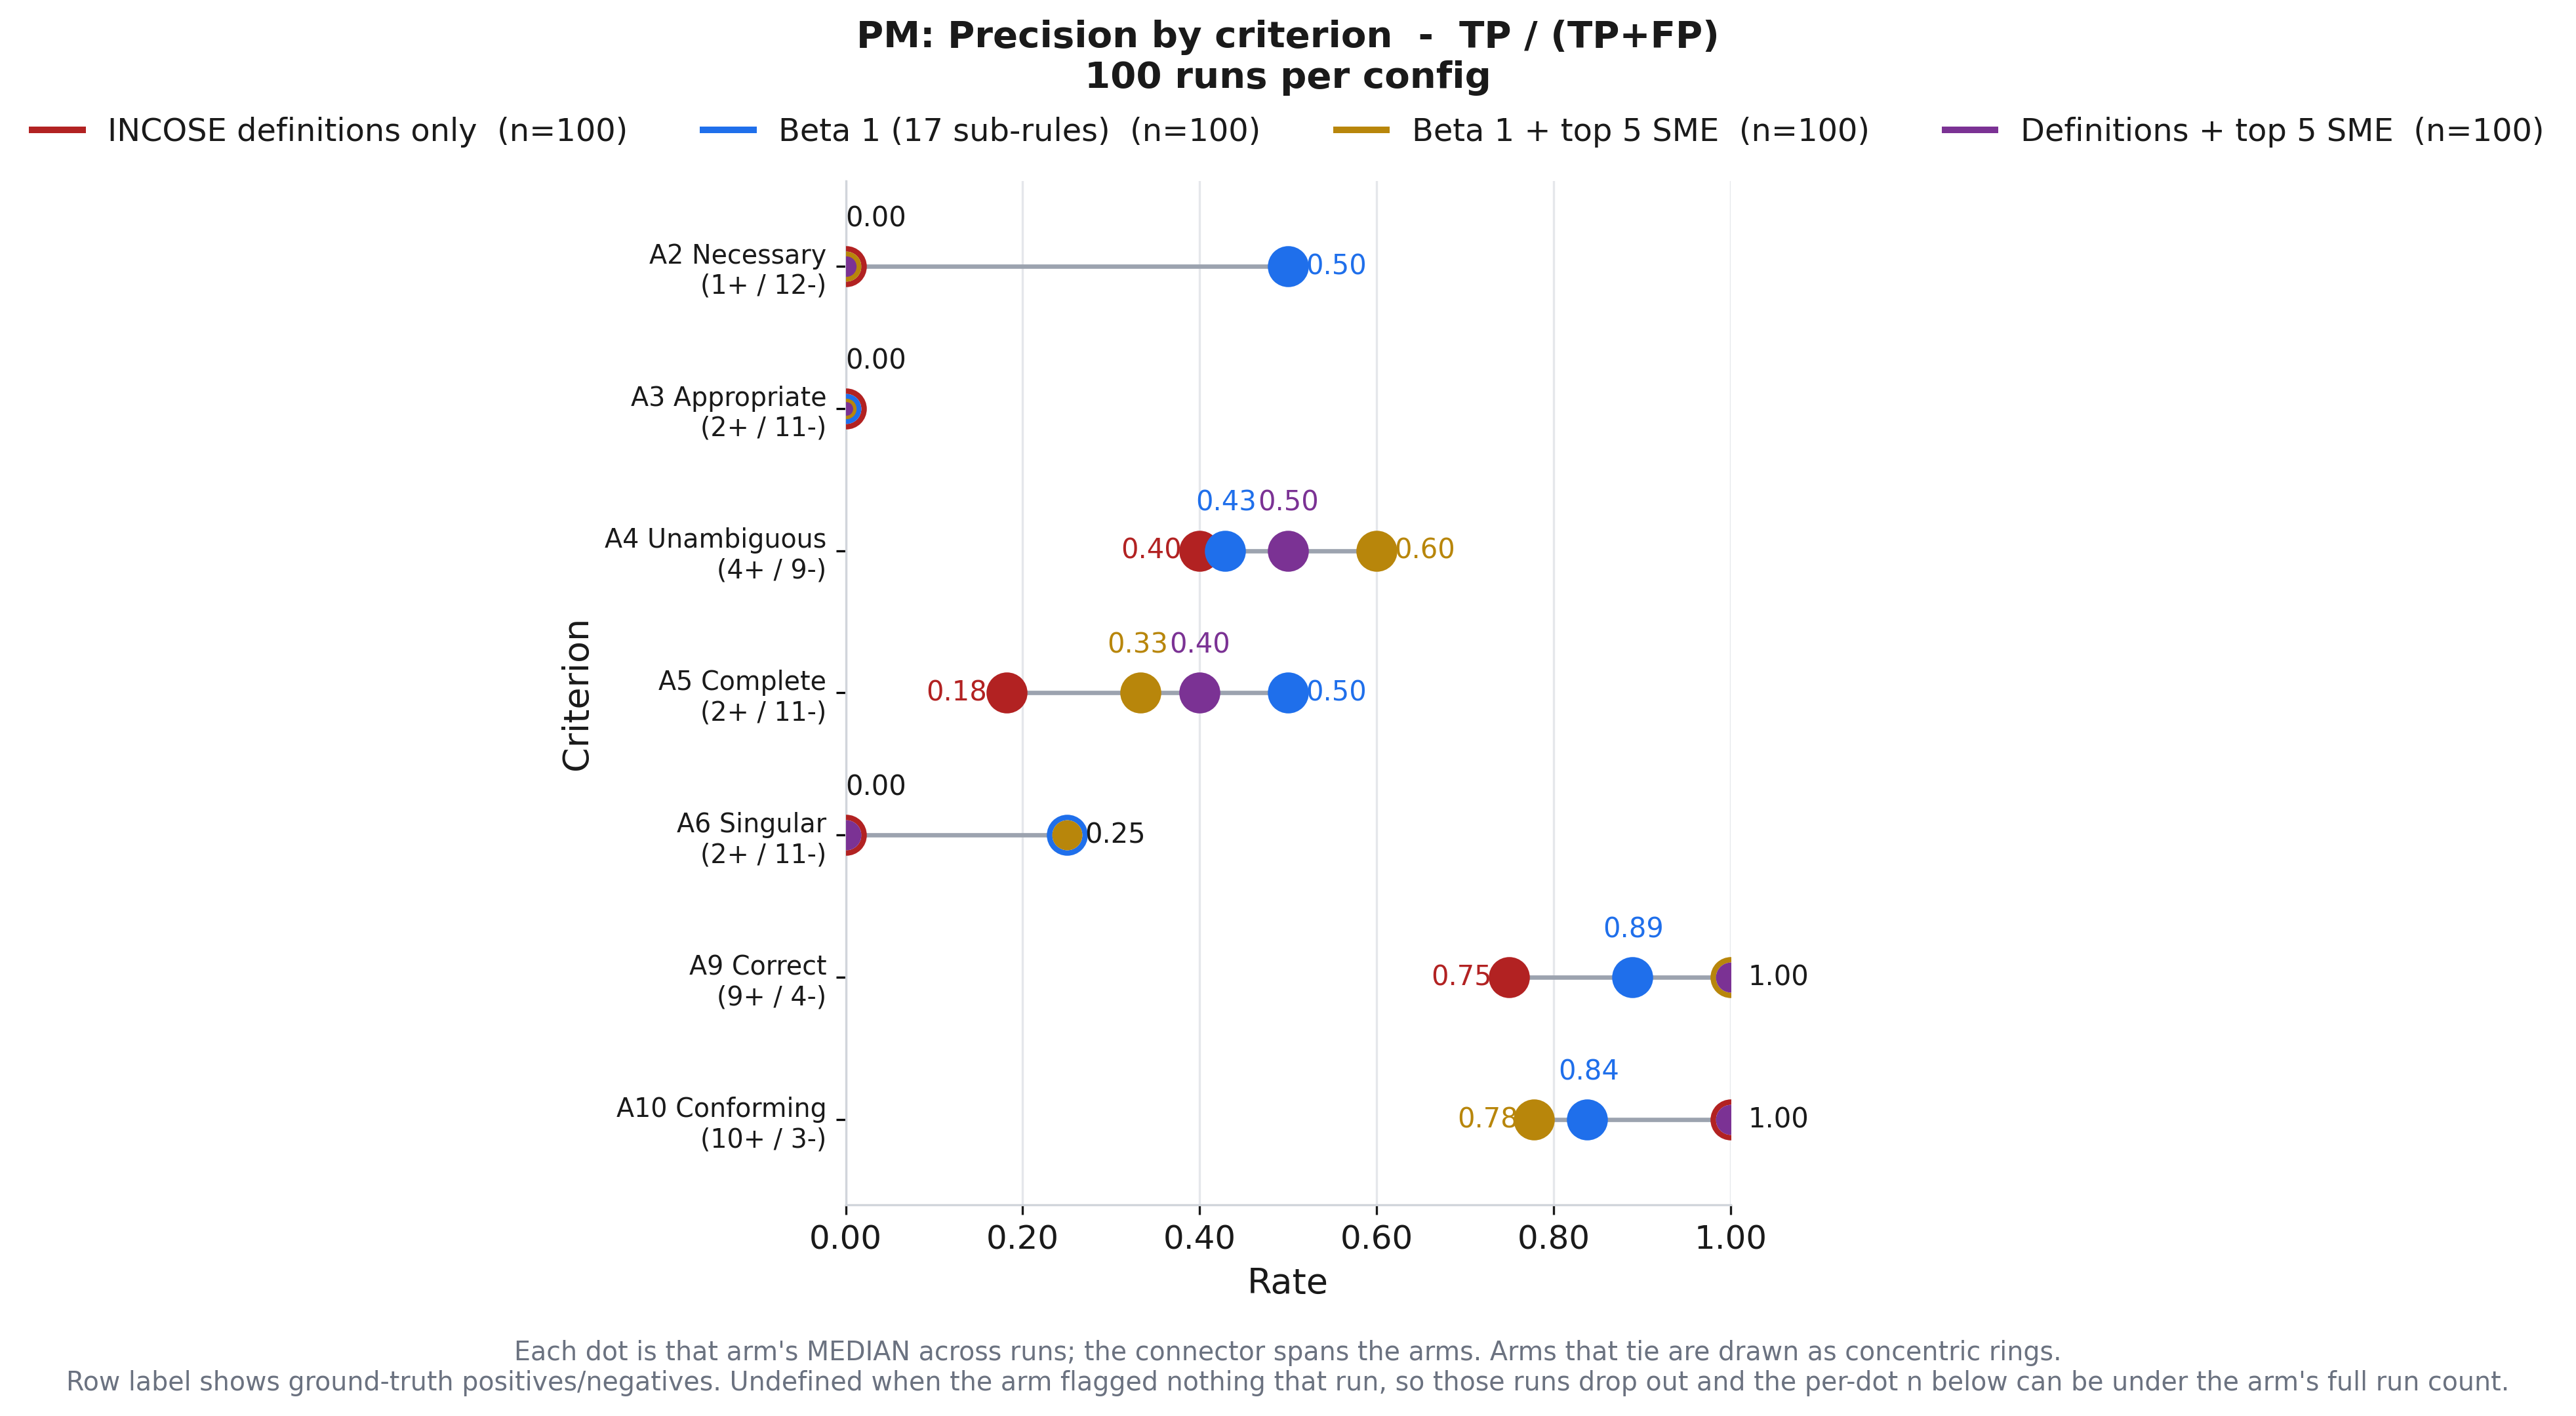 PM: Precision by criterion  -  TP / (TP+FP)
100 runs per config
INCOSE definitions only  (n=100)
Beta 1 (17 sub-rules)  (n=100)
Beta 1 + top 5 SME  (n=100)
Definitions + top 5 SME  (n=100)
0.00
A2 Necessary
(1+ / 12-)
0.50
0.00
A3 Appropriate
(2+ / 11-)
0.43
0.50
A4 Unambiguous
(4+ / 9-)
0.40
0.60
0.33
0.40
A5 Complete
(2+ / 11-)
0.18
0.50
Criterion
0.00
A6 Singular
(2+ / 11-)
0.25
0.89
A9 Correct
(9+ / 4-)
0.75
1.00
0.84
A10 Conforming
(10+ / 3-)
0.78
1.00
0.00
0.20
0.40
0.60
0.80
1.00
Rate
Each dot is that arm's MEDIAN across runs; the connector spans the arms. Arms that tie are drawn as concentric rings.
Row label shows ground-truth positives/negatives. Undefined when the arm flagged nothing that run, so those runs drop out and the per-dot n below can be under the arm's full run count.